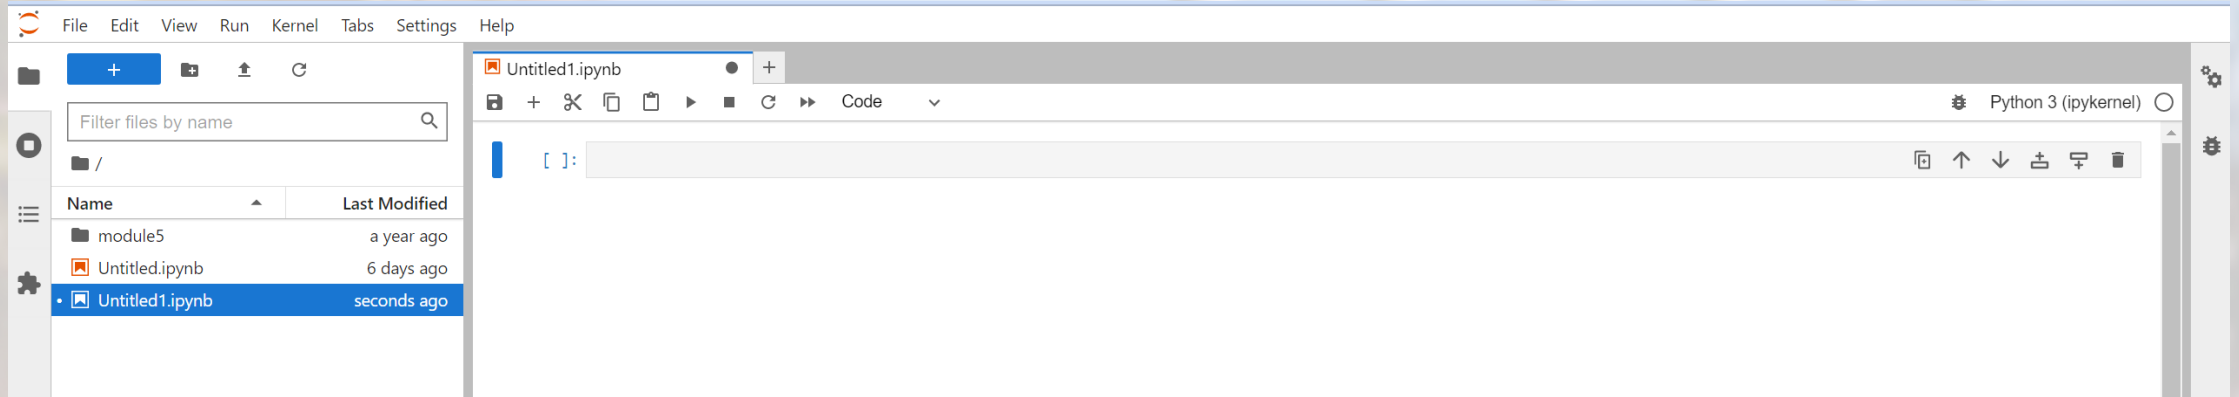 File Edit View Run Kernel Tabs Settings Help
Filter files by name
/
Name Last Modified
module5 a year ago
Untitled.ipynb 6 days ago
Untitled1.ipynb seconds ago
Untitled1.ipynb
Code Python 3 (ipykernel)
[ ]: